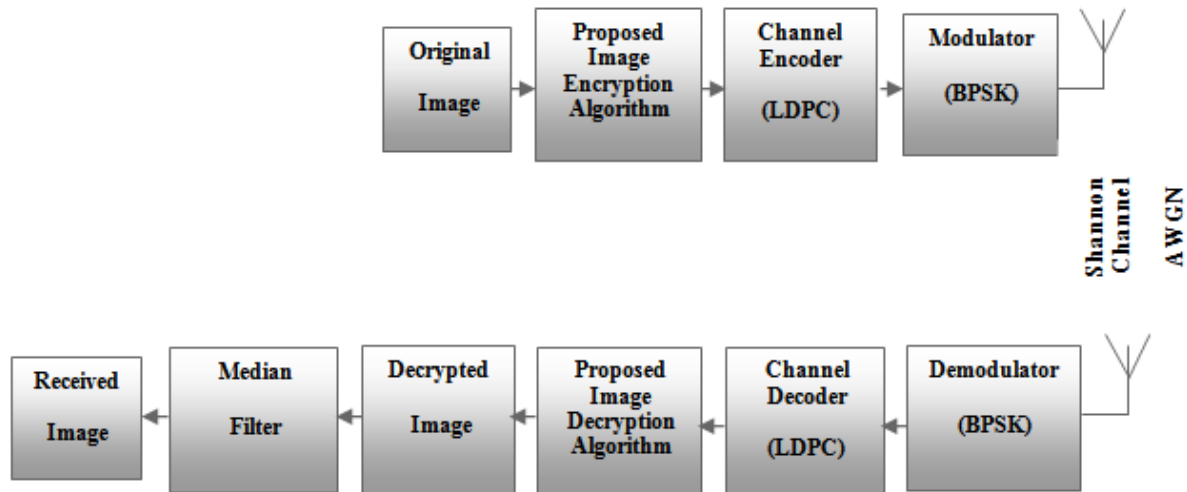 Original
Image
Proposed
Image
Encryption
Algorithm
Channel
Encoder
(LDPC)
Modulator
(BPSK)
Shannon
Channel
AWGN
Received
Image
Median
Filter
Decrypted
Image
Proposed
Image
Decryption
Algorithm
Channel
Decoder
(LDPC)
Demodulator
(BPSK)